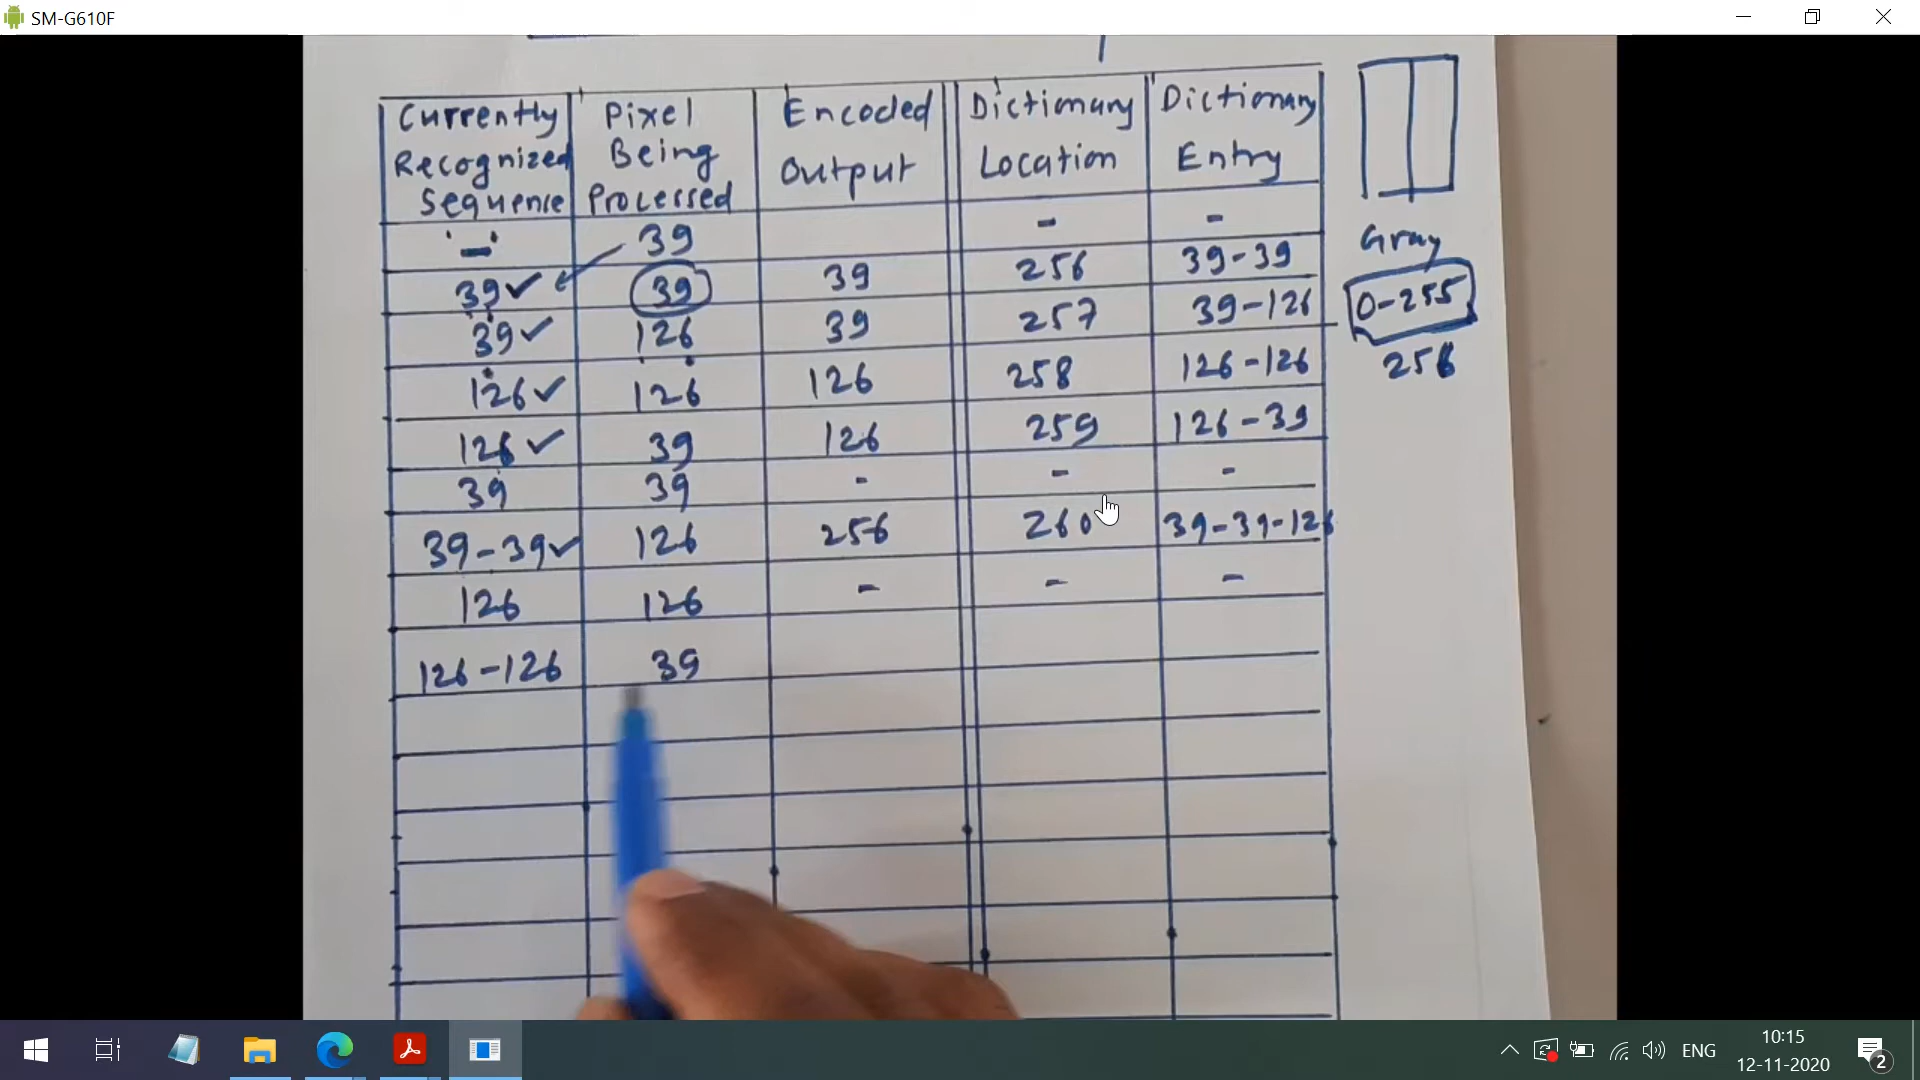 SM-G610F
Currently Recognized Sequence | Pixel Being Processed | Encoded Output | Dictionary Location | Dictionary Entry
- | 39 | | - | -
39✓ | 39 | 39 | 256 | 39-39
39✓ | 126 | 39 | 257 | 39-126
126✓ | 126 | 126 | 258 | 126-126
126✓ | 39 | 126 | 259 | 126-39
39 | 39 | - | - | -
39-39✓ | 126 | 256 | 260 | 39-39-126
126 | 126 | - | - | -
126-126 | 39
Gray
0-255
256
ENG
10:15
12-11-2020
2